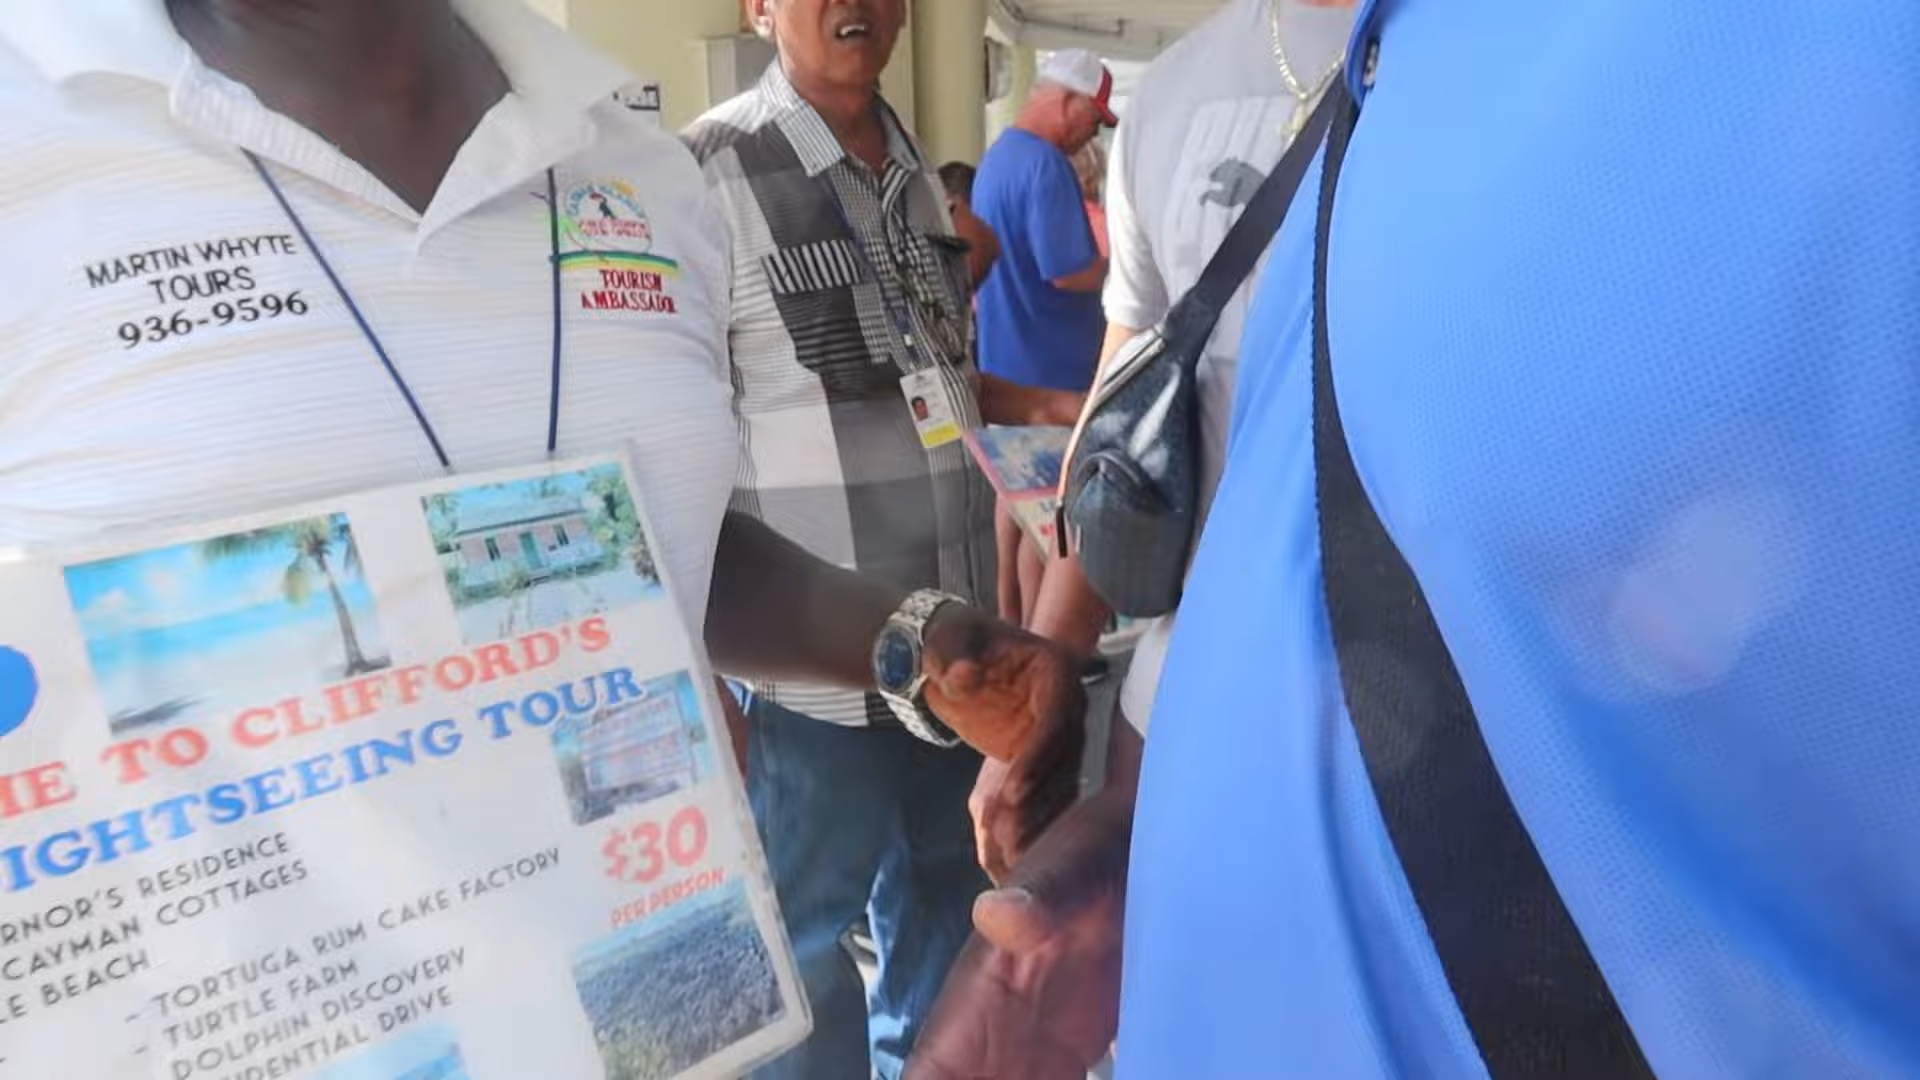 MARTIN WHYTE
TOURS
936-9596
TOURISM
AMBASSADOR
TO CLIFFORD'S
IGHTSEEING TOUR
$30
PER PERSON
RNOR'S RESIDENCE
CAYMAN COTTAGES
LE BEACH
- TORTUGA RUM CAKE FACTORY
- TURTLE FARM
DOLPHIN DISCOVERY
DENTIAL DRIVE